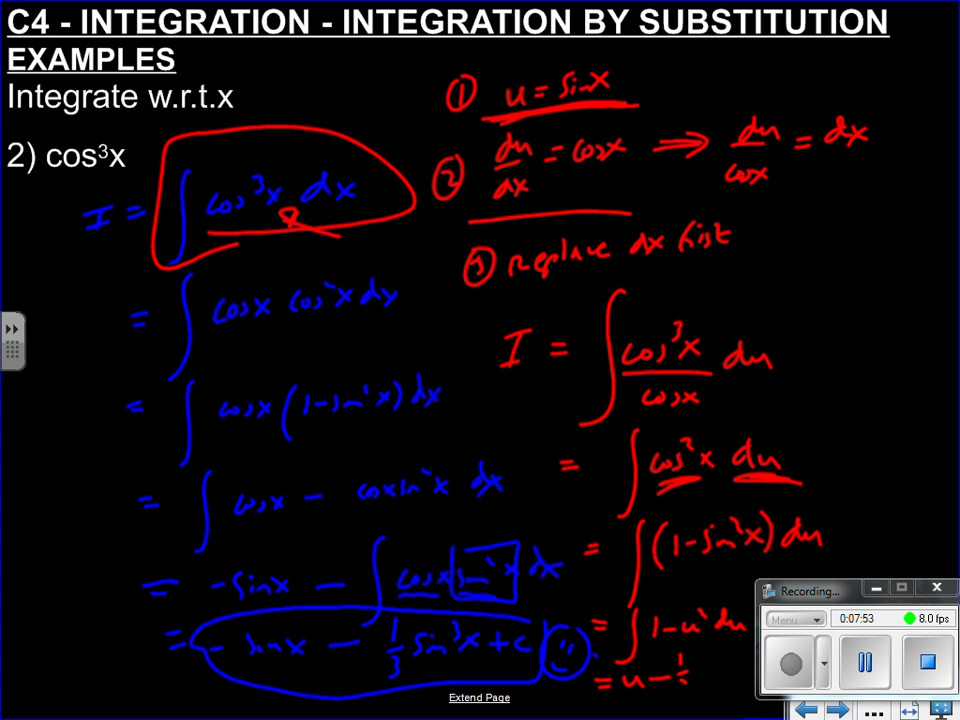 C4 - INTEGRATION - INTEGRATION BY SUBSTITUTION
EXAMPLES
Integrate w.r.t.x
2) cos³x
I = ∫ cos³x dx
= ∫ cosx cos²x dx
= ∫ cosx (1 - sin²x) dx
= ∫ cosx - cosxsin²x dx
= -sinx - ∫ cosx sin²x dx
= - sinx - 1/3 sin³x + c
① u = sinx
② du/dx = cosx ⇒ du/cosx = dx
③ replace dx first
I = ∫ cos³x/cosx du
= ∫ cos²x du
= ∫ (1 - sin²x) du
= ∫ 1 - u² du
= u - 1/
Recording...
Menu
0:07:53
8.0 fps
Extend Page